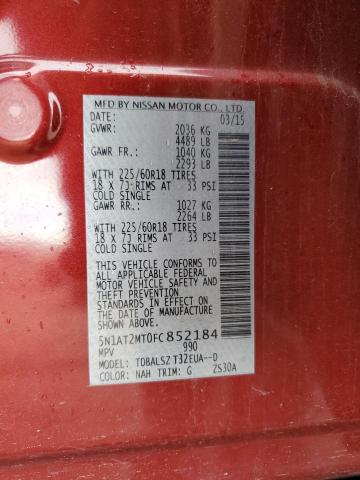 MFD BY NISSAN MOTOR CO., LTD.
DATE: 03/15
GVWR: 2036 KG
4489 LB
GAWR FR.: 1040 KG
2293 LB
WITH 225/60R18 TIRES
18 X 7J RIMS AT 33 PSI
COLD SINGLE
GAWR RR.: 1027 KG
2264 LB
WITH 225/60R18 TIRES
18 X 7J RIMS AT 33 PSI
COLD SINGLE
THIS VEHICLE CONFORMS TO
ALL APPLICABLE FEDERAL
MOTOR VEHICLE SAFETY AND
THEFT PREVENTION
STANDARDS IN EFFECT ON
THE DATE OF MANUFACTURE
SHOWN ABOVE.
5N1AT2MT0FC852184
MPV 990
MODEL: TDBALSZ T32EUA--D
COLOR: NAH TRIM: G ZS30A